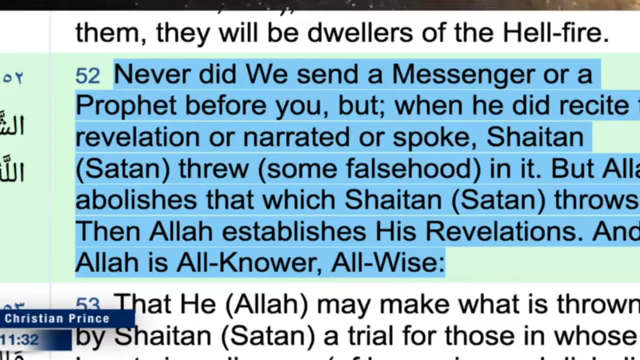 them, they will be dwellers of the Hell-fire.
٥٢
52 Never did We send a Messenger or a
Prophet before you, but; when he did recite
revelation or narrated or spoke, Shaitan
(Satan) threw (some falsehood) in it. But
abolishes that which Shaitan (Satan) throws
Then Allah establishes His Revelations. And
Allah is All-Knower, All-Wise:
53 That He (Allah) may make what is thrown
Christian Prince
by Shaitan (Satan) a trial for those in whose
11:32